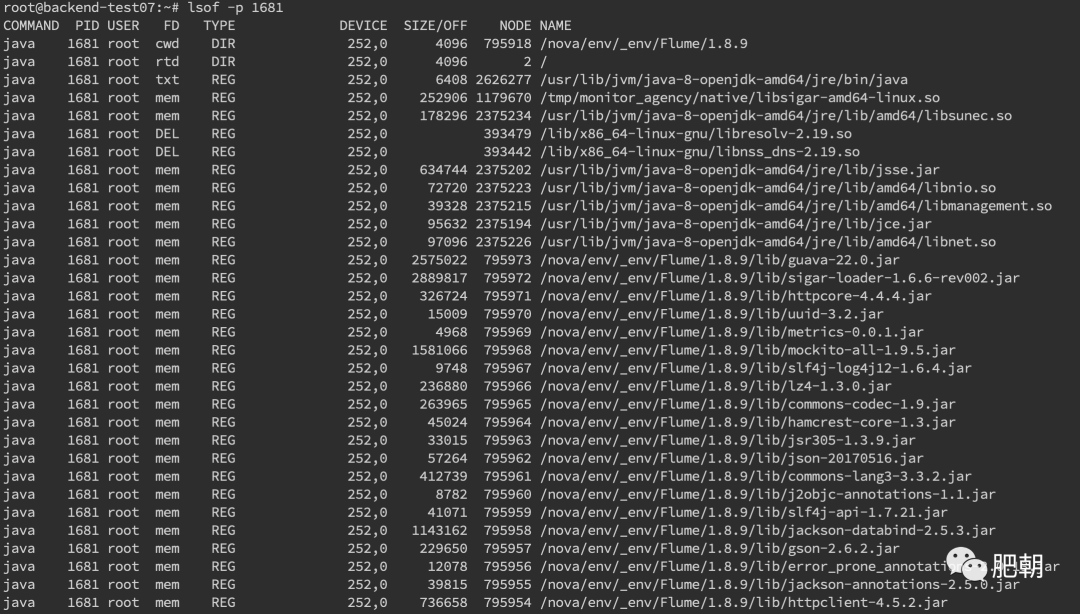 root@backend-test07:~# lsof -p 1681
COMMAND PID USER FD TYPE DEVICE SIZE/OFF NODE NAME
java 1681 root cwd DIR 252,0 4096 795918 /nova/env/_env/Flume/1.8.9
java 1681 root rtd DIR 252,0 4096 2 /
java 1681 root txt REG 252,0 6408 2626277 /usr/lib/jvm/java-8-openjdk-amd64/jre/bin/java
java 1681 root mem REG 252,0 252906 1179670 /tmp/monitor_agency/native/libsigar-amd64-linux.so
java 1681 root mem REG 252,0 178296 2375234 /usr/lib/jvm/java-8-openjdk-amd64/jre/lib/amd64/libsunec.so
java 1681 root DEL REG 252,0 393479 /lib/x86_64-linux-gnu/libresolv-2.19.so
java 1681 root DEL REG 252,0 393442 /lib/x86_64-linux-gnu/libnss_dns-2.19.so
java 1681 root mem REG 252,0 634744 2375202 /usr/lib/jvm/java-8-openjdk-amd64/jre/lib/jsse.jar
java 1681 root mem REG 252,0 72720 2375223 /usr/lib/jvm/java-8-openjdk-amd64/jre/lib/amd64/libnio.so
java 1681 root mem REG 252,0 39328 2375215 /usr/lib/jvm/java-8-openjdk-amd64/jre/lib/amd64/libmanagement.so
java 1681 root mem REG 252,0 95632 2375194 /usr/lib/jvm/java-8-openjdk-amd64/jre/lib/jce.jar
java 1681 root mem REG 252,0 97096 2375226 /usr/lib/jvm/java-8-openjdk-amd64/jre/lib/amd64/libnet.so
java 1681 root mem REG 252,0 2575022 795973 /nova/env/_env/Flume/1.8.9/lib/guava-22.0.jar
java 1681 root mem REG 252,0 2889817 795972 /nova/env/_env/Flume/1.8.9/lib/sigar-loader-1.6.6-rev002.jar
java 1681 root mem REG 252,0 326724 795971 /nova/env/_env/Flume/1.8.9/lib/httpcore-4.4.4.jar
java 1681 root mem REG 252,0 15009 795970 /nova/env/_env/Flume/1.8.9/lib/uuid-3.2.jar
java 1681 root mem REG 252,0 4968 795969 /nova/env/_env/Flume/1.8.9/lib/metrics-0.0.1.jar
java 1681 root mem REG 252,0 1581066 795968 /nova/env/_env/Flume/1.8.9/lib/mockito-all-1.9.5.jar
java 1681 root mem REG 252,0 9748 795967 /nova/env/_env/Flume/1.8.9/lib/slf4j-log4j12-1.6.4.jar
java 1681 root mem REG 252,0 236880 795966 /nova/env/_env/Flume/1.8.9/lib/lz4-1.3.0.jar
java 1681 root mem REG 252,0 263965 795965 /nova/env/_env/Flume/1.8.9/lib/commons-codec-1.9.jar
java 1681 root mem REG 252,0 45024 795964 /nova/env/_env/Flume/1.8.9/lib/hamcrest-core-1.3.jar
java 1681 root mem REG 252,0 33015 795963 /nova/env/_env/Flume/1.8.9/lib/jsr305-1.3.9.jar
java 1681 root mem REG 252,0 57264 795962 /nova/env/_env/Flume/1.8.9/lib/json-20170516.jar
java 1681 root mem REG 252,0 412739 795961 /nova/env/_env/Flume/1.8.9/lib/commons-lang3-3.3.2.jar
java 1681 root mem REG 252,0 8782 795960 /nova/env/_env/Flume/1.8.9/lib/j2objc-annotations-1.1.jar
java 1681 root mem REG 252,0 41071 795959 /nova/env/_env/Flume/1.8.9/lib/slf4j-api-1.7.21.jar
java 1681 root mem REG 252,0 1143162 795958 /nova/env/_env/Flume/1.8.9/lib/jackson-databind-2.5.3.jar
java 1681 root mem REG 252,0 229650 795957 /nova/env/_env/Flume/1.8.9/lib/gson-2.6.2.jar
java 1681 root mem REG 252,0 12078 795956
java 1681 root mem REG 252,0 39815 795955 /nova/env/_env/Flume/1.8.9/lib/jackson-annotations-2.5.0.jar
java 1681 root mem REG 252,0 736658 795954 /nova/env/_env/Flume/1.8.9/lib/httpclient-4.5.2.jar
肥朝